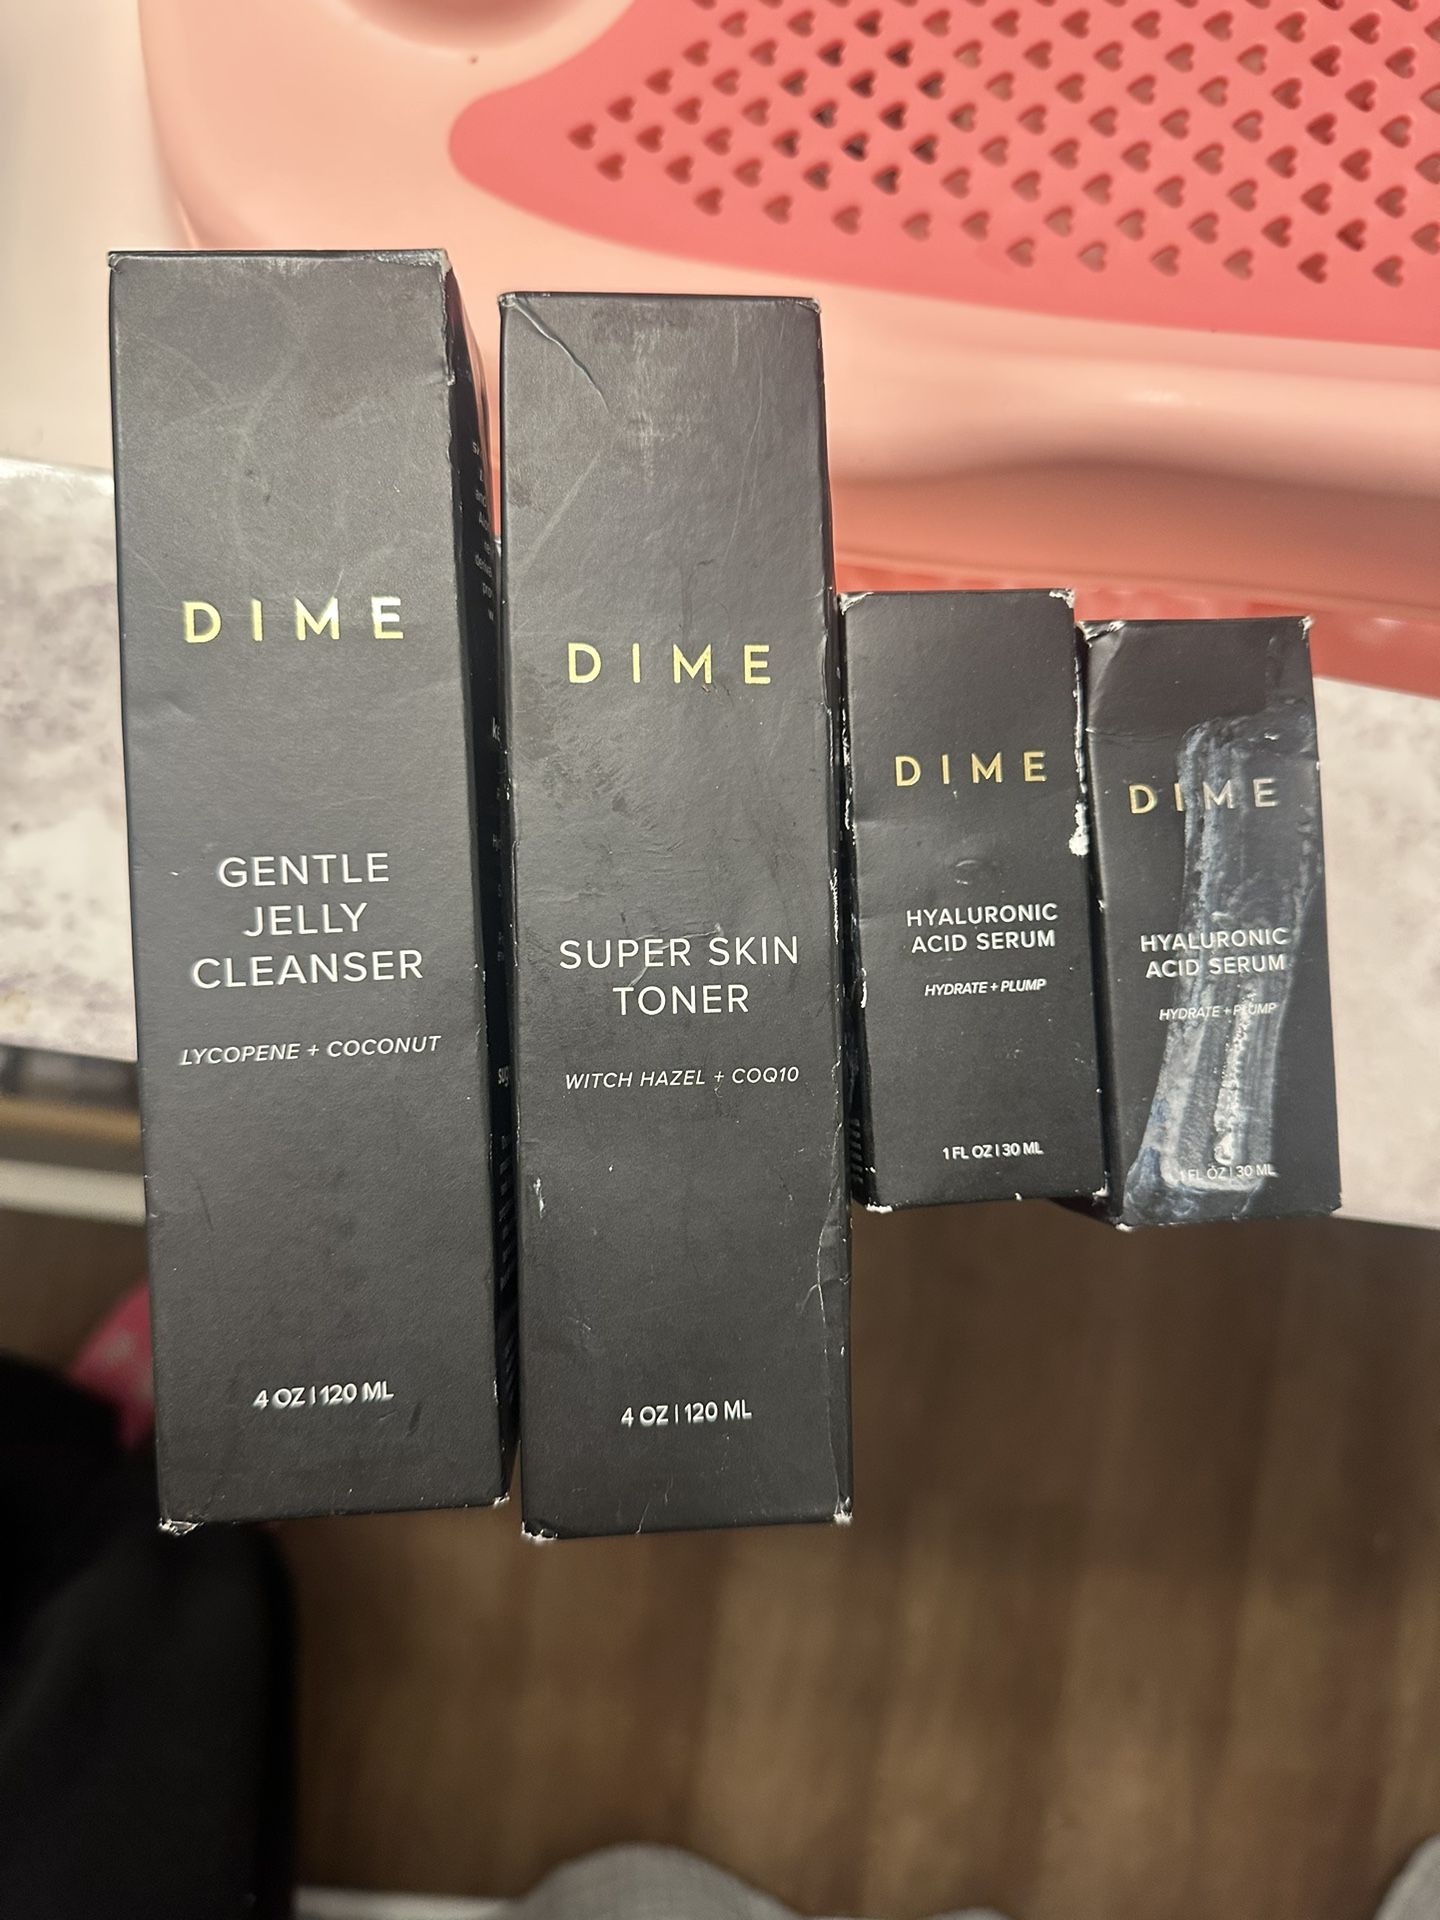 DIME
GENTLE
JELLY
CLEANSER
LYCOPENE + COCONUT
4 OZ | 120 ML
DIME
SUPER SKIN
TONER
WITCH HAZEL + COQ10
4 OZ | 120 ML
DIME
HYALURONIC
ACID SERUM
HYDRATE + PLUMP
1 FL OZ | 30 ML
DIME
HYALURONIC
ACID SERUM
HYDRATE + PLUMP
1 FL OZ | 30 ML